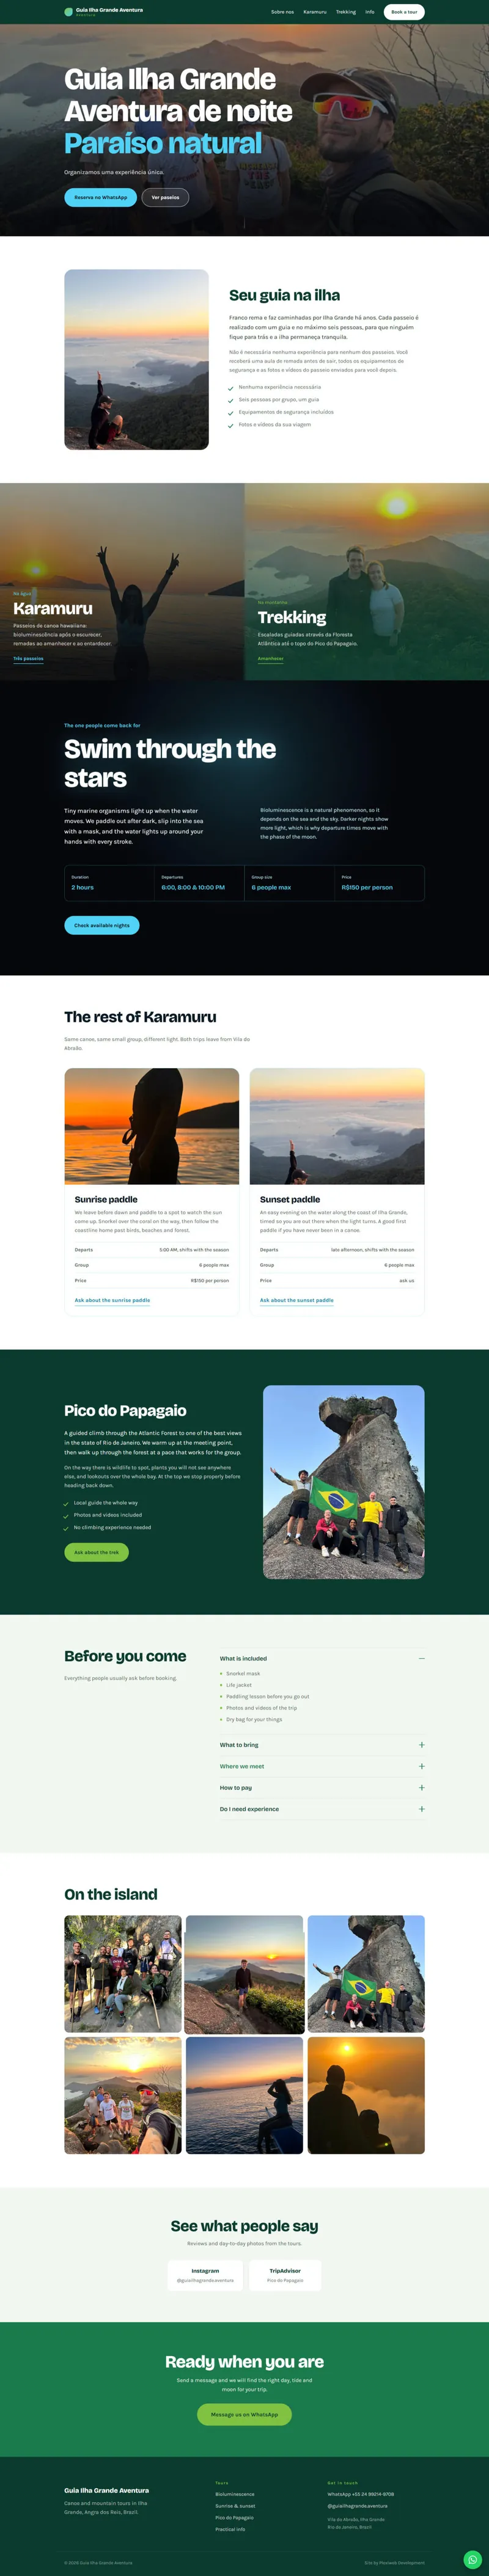 Guia Ilha Grande Aventura
Sobre nos
Karamuru
Trekking
Info
Book a tour
Guia Ilha Grande
Aventura de noite
Paraíso natural
Passeios uma experiência única.
Reserva no WhatsApp
Ver passeios
Seu guia na ilha
Franco rema e faz caminhadas por Ilha Grande há anos. Cada passeio é
realizado com um guia e no máximo seis pessoas, para que ninguém
fique para trás e a ilha permaneça tranquila.
Não é necessária nenhuma experiência para nenhum dos passeios. Você
receberá uma aula de remada antes de sair, todos os equipamentos de
segurança e as fotos e vídeos do passeio enviados para você depois.
Nenhuma experiência necessária
Seis pessoas por grupo, um guia
Equipamentos de segurança incluídos
Fotos e vídeos da sua viagem
Na água
Karamuru
Passeios de canoa hawaiiana:
bioluminescência após o escurecer,
remadas ao amanhecer e ao entardecer.
Três passeios
Na montanha
Trekking
Escaladas guiadas através da Floresta
Atlântica até o topo do Pico do Papagaio.
Amanhecer
The one people come back for
Swim through the
stars
Tiny marine organisms light up when the water
moves. We paddle out after dark, slip into the sea
with a mask, and the water lights up around your
hands with every stroke.
Bioluminescence is a natural phenomenon, so it
depends on the sea and the sky. Darker nights show
more light, which is why departure times move with
the phase of the moon.
Duration
2 hours
Departures
6:00, 8:00 & 10:00 PM
Group size
6 people max
Price
R$150 per person
Check available nights
The rest of Karamuru
Same canoe, same small group, different light. Both trips leave from Vila do
Abraão.
Sunrise paddle
We leave before dawn and paddle to a spot to watch the sun
come up. Snorkel over the coral on the way, then follow the
coastline home past birds, beaches and forest.
Departs
5:00 AM, shifts with the season
Group
6 people max
Price
R$150 per person
Ask about the sunrise paddle
Sunset paddle
An easy evening on the water along the coast of Ilha Grande,
timed so you are out there when the light turns. A good first
paddle if you have never been in a canoe.
Departs
late afternoon, shifts with the season
Group
6 people max
Price
ask us
Ask about the sunset paddle
Pico do Papagaio
A guided climb through the Atlantic Forest to one of the best views
in the state of Rio de Janeiro. We warm up at the meeting point,
then walk up through the forest at a pace that works for the group.
On the way there is wildlife to spot, plants you will not see anywhere
else, and lookouts over the whole bay. At the top we stop properly before
heading back down.
Local guide the whole way
Photos and videos included
No climbing experience needed
Ask about the trek
Before you come
Everything people usually ask before booking.
What is included
Snorkel mask
Life jacket
Paddling lesson before you go out
Photos and videos of the trip
Dry bag for your things
What to bring
Where we meet
How to pay
Do I need experience
On the island
See what people say
Reviews and day-to-day photos from the tours.
Instagram
@guiailhagrande.aventura
TripAdvisor
Pico do Papagaio
Ready when you are
Send a message and we will find the right day, tide and
moon for your trip.
Message us on WhatsApp
Guia Ilha Grande Aventura
Canoe and mountain tours in Ilha
Grande, Angra dos Reis, Brazil.
Tours
Bioluminescence
Sunrise & sunset
Pico do Papagaio
Practical info
Get in touch
@guiailhagrande.aventura
Vila do Abraão, Ilha Grande
Rio de Janeiro, Brazil
© 2026 Guia Ilha Grande Aventura